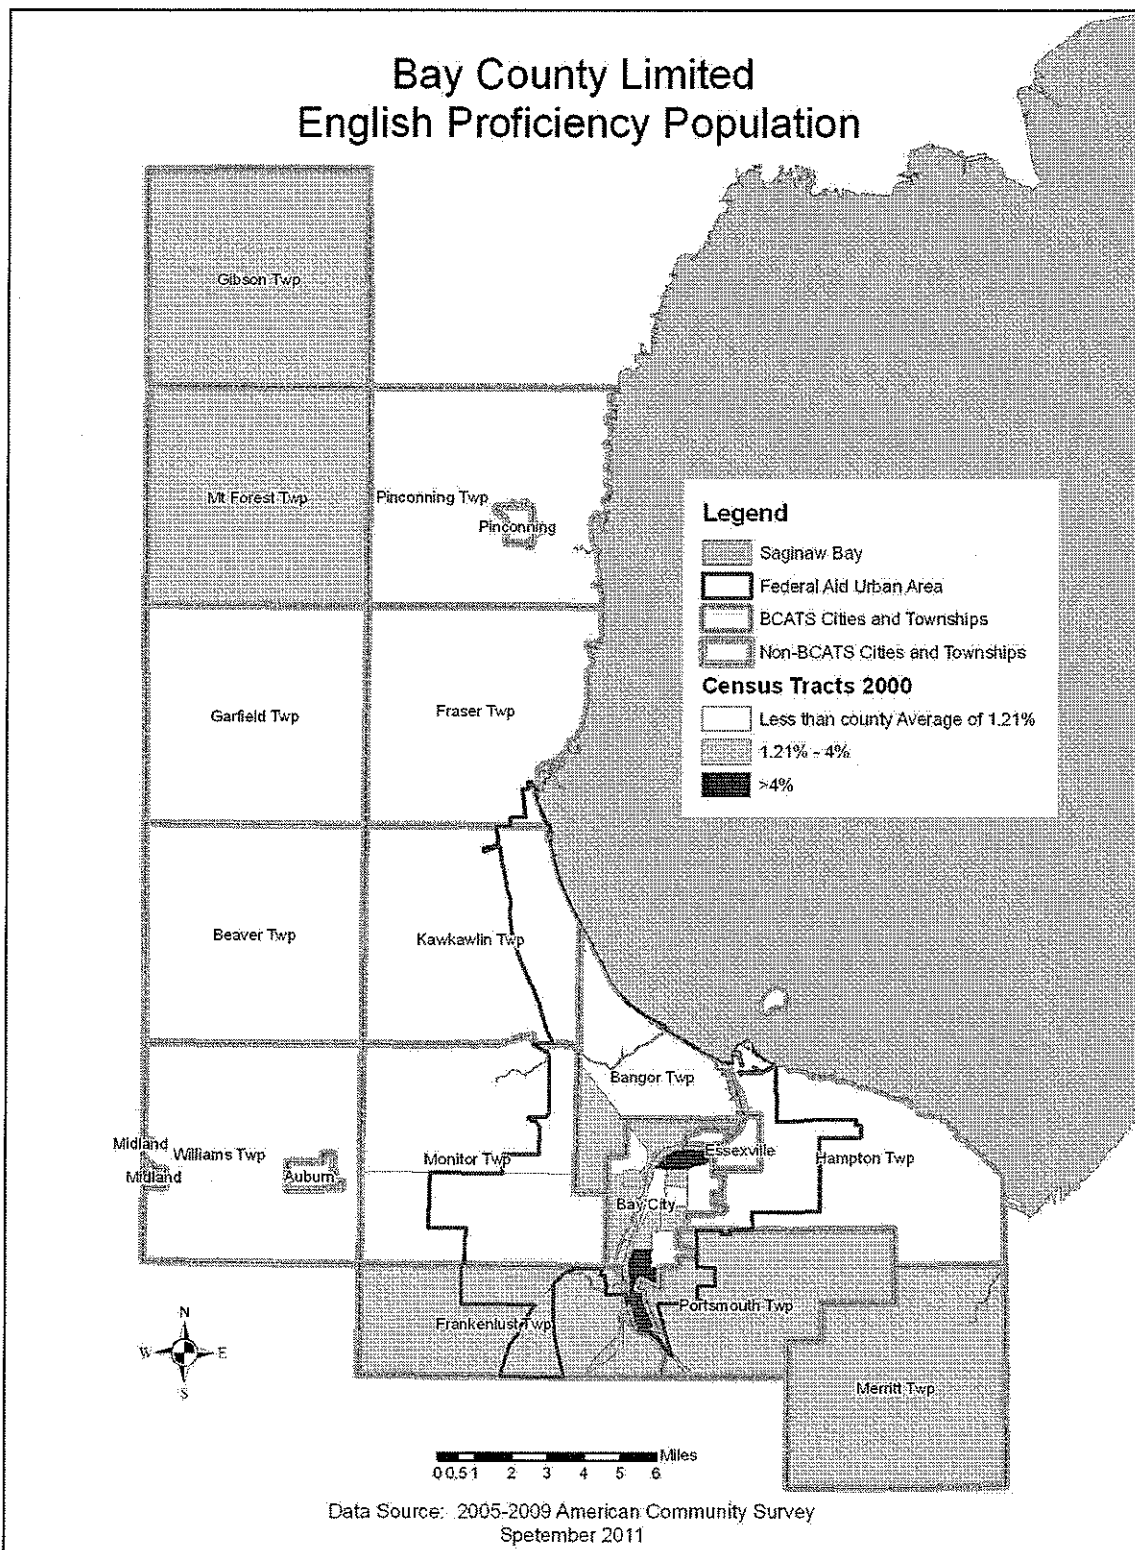 Bay County Limited
English Proficiency Population
Gibson Twp
Mt Forest Twp
Pinconning Twp
Pinconning
Legend
Saginaw Bay
Federal Aid Urban Area
BCATS Cities and Townships
Non-BCATS Cities and Townships
Census Tracts 2000
Less than county Average of 1.21%
1.21% - 4%
>4%
Garfield Twp
Fraser Twp
Beaver Twp
Kawkawlin Twp
Bangor Twp
Midland
Williams Twp
Midland
Auburn
Monitor Twp
Essexville
Hampton Twp
Bay City
Portsmouth Twp
Frankenlust Twp
Merritt Twp
N
W E
S
Miles
0 0.5 1 2 3 4 5 6
Data Source: 2005-2009 American Community Survey
Spetember 2011